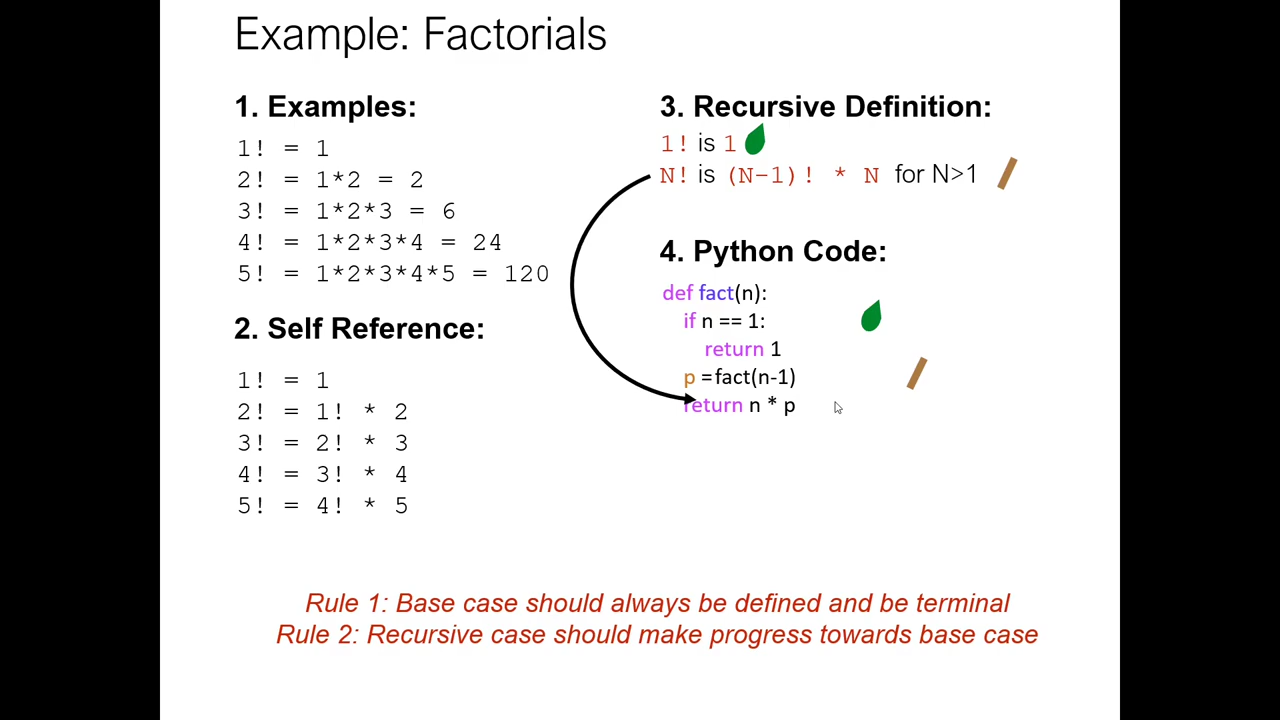 Example: Factorials
1. Examples:
1! = 1
2! = 1*2 = 2
3! = 1*2*3 = 6
4! = 1*2*3*4 = 24
5! = 1*2*3*4*5 = 120
2. Self Reference:
1! = 1
2! = 1! * 2
3! = 2! * 3
4! = 3! * 4
5! = 4! * 5
3. Recursive Definition:
1! is 1
N! is (N-1)! * N for N>1
4. Python Code:
def fact(n):
if n == 1:
return 1
p =fact(n-1)
return n * p
Rule 1: Base case should always be defined and be terminal
Rule 2: Recursive case should make progress towards base case